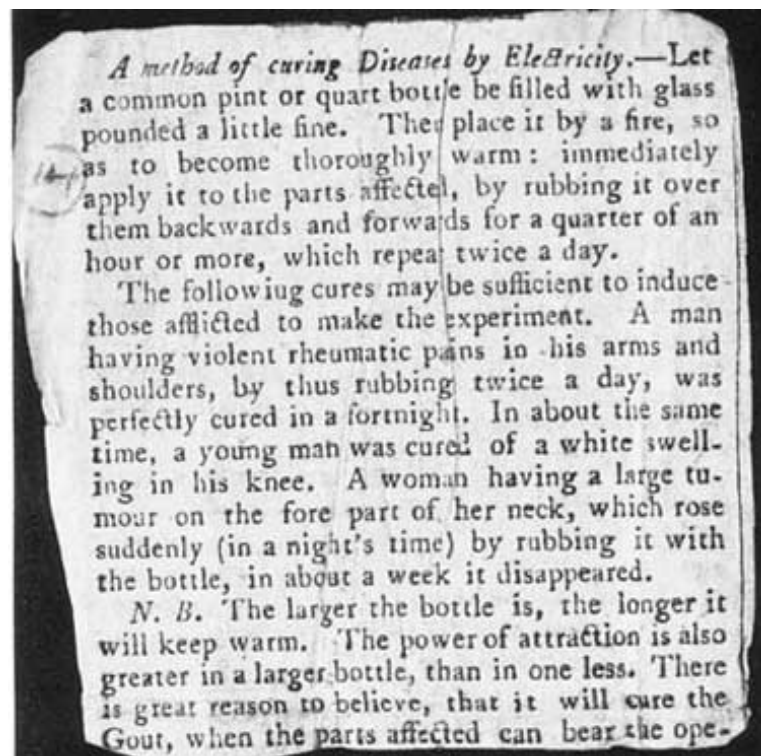 A method of curing Diseases by Electricity.—Let
a common pint or quart bottle be filled with glass
pounded a little fine. Then place it by a fire, so
as to become thoroughly warm: immediately
apply it to the parts affected, by rubbing it over
them backwards and forwards for a quarter of an
hour or more, which repeat twice a day.
The followiug cures may be sufficient to induce
those afflicted to make the experiment. A man
having violent rheumatic pains in his arms and
shoulders, by thus rubbing twice a day, was
perfectly cured in a fortnight. In about the same
time, a young man was cured of a white swell-
ing in his knee. A woman having a large tu-
mour on the fore part of her neck, which rose
suddenly (in a night's time) by rubbing it with
the bottle, in about a week it disappeared.
N. B. The larger the bottle is, the longer it
will keep warm. The power of attraction is also
greater in a larger bottle, than in one less. There
is great reason to believe, that it will cure the
Gout, when the parts affected can bear the ope-